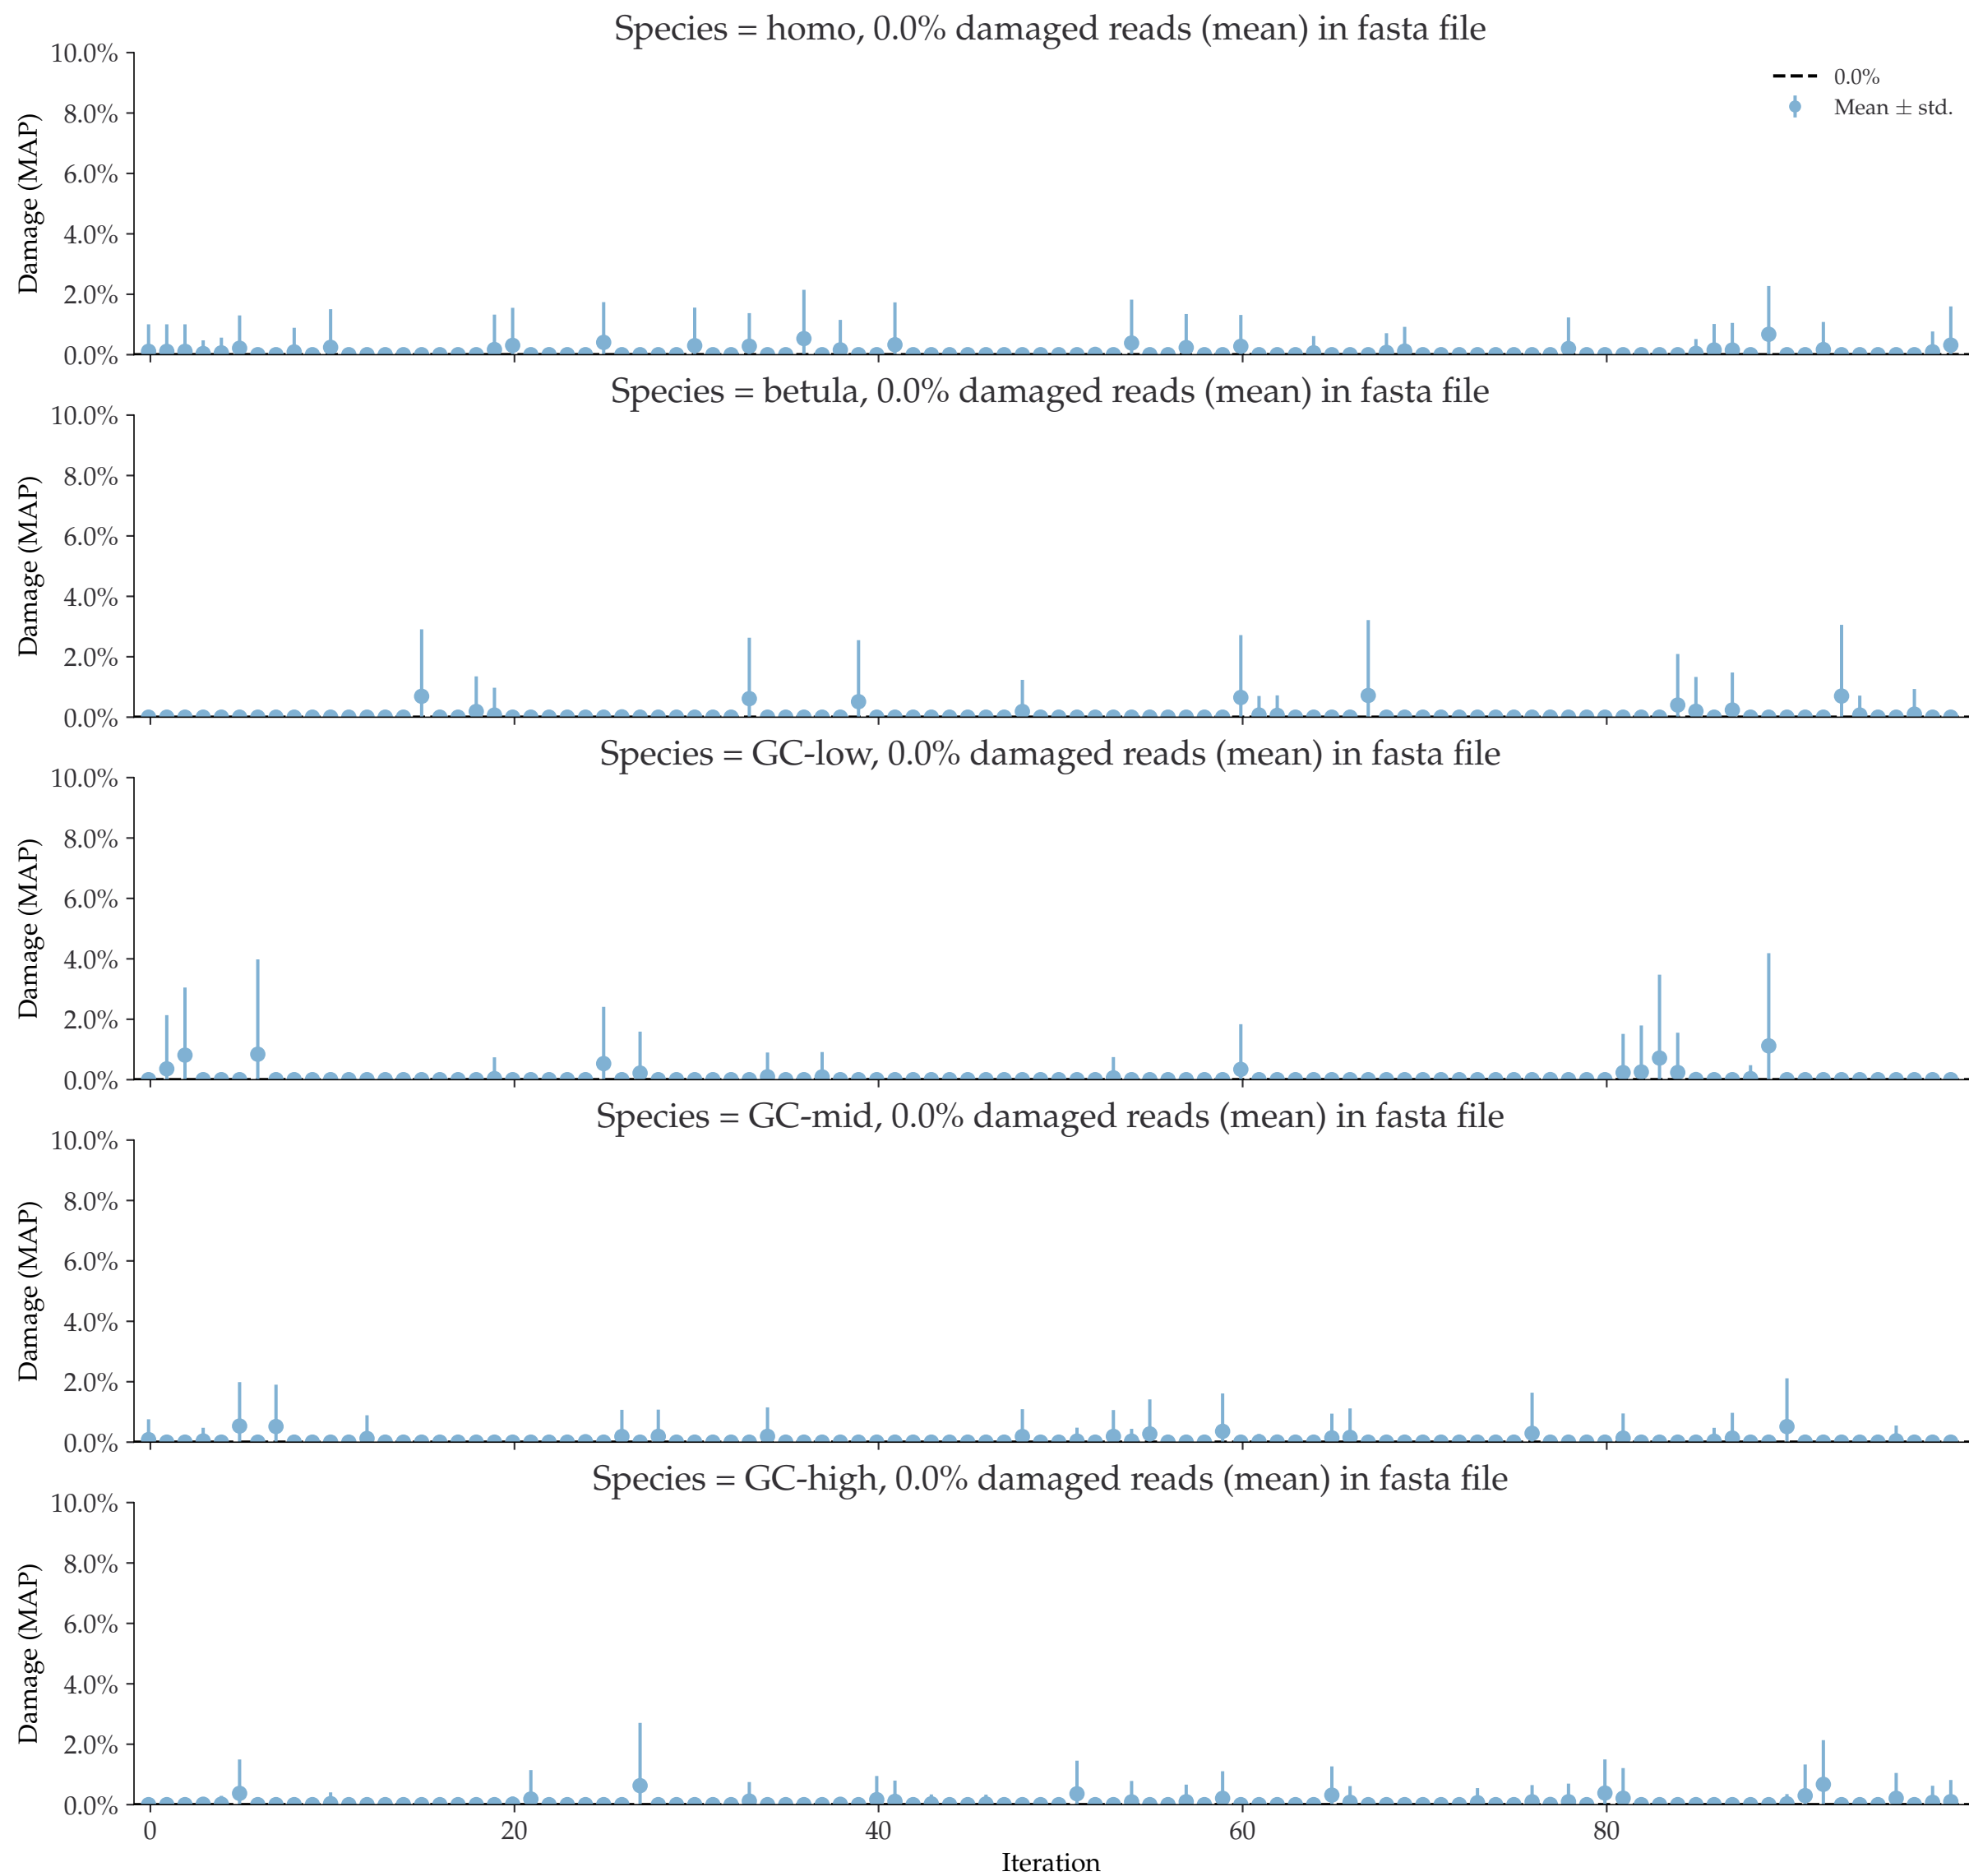 Species = homo, 0.0% damaged reads (mean) in fasta file
10.0%
8.0%
6.0%
4.0%
2.0%
0.0%
Damage (MAP)
0.0%
Mean ± std.
Species = betula, 0.0% damaged reads (mean) in fasta file
10.0%
8.0%
6.0%
4.0%
2.0%
0.0%
Damage (MAP)
Species = GC-low, 0.0% damaged reads (mean) in fasta file
10.0%
8.0%
6.0%
4.0%
2.0%
0.0%
Damage (MAP)
Species = GC-mid, 0.0% damaged reads (mean) in fasta file
10.0%
8.0%
6.0%
4.0%
2.0%
0.0%
Damage (MAP)
Species = GC-high, 0.0% damaged reads (mean) in fasta file
10.0%
8.0%
6.0%
4.0%
2.0%
0.0%
Damage (MAP)
0 20 40 60 80
Iteration